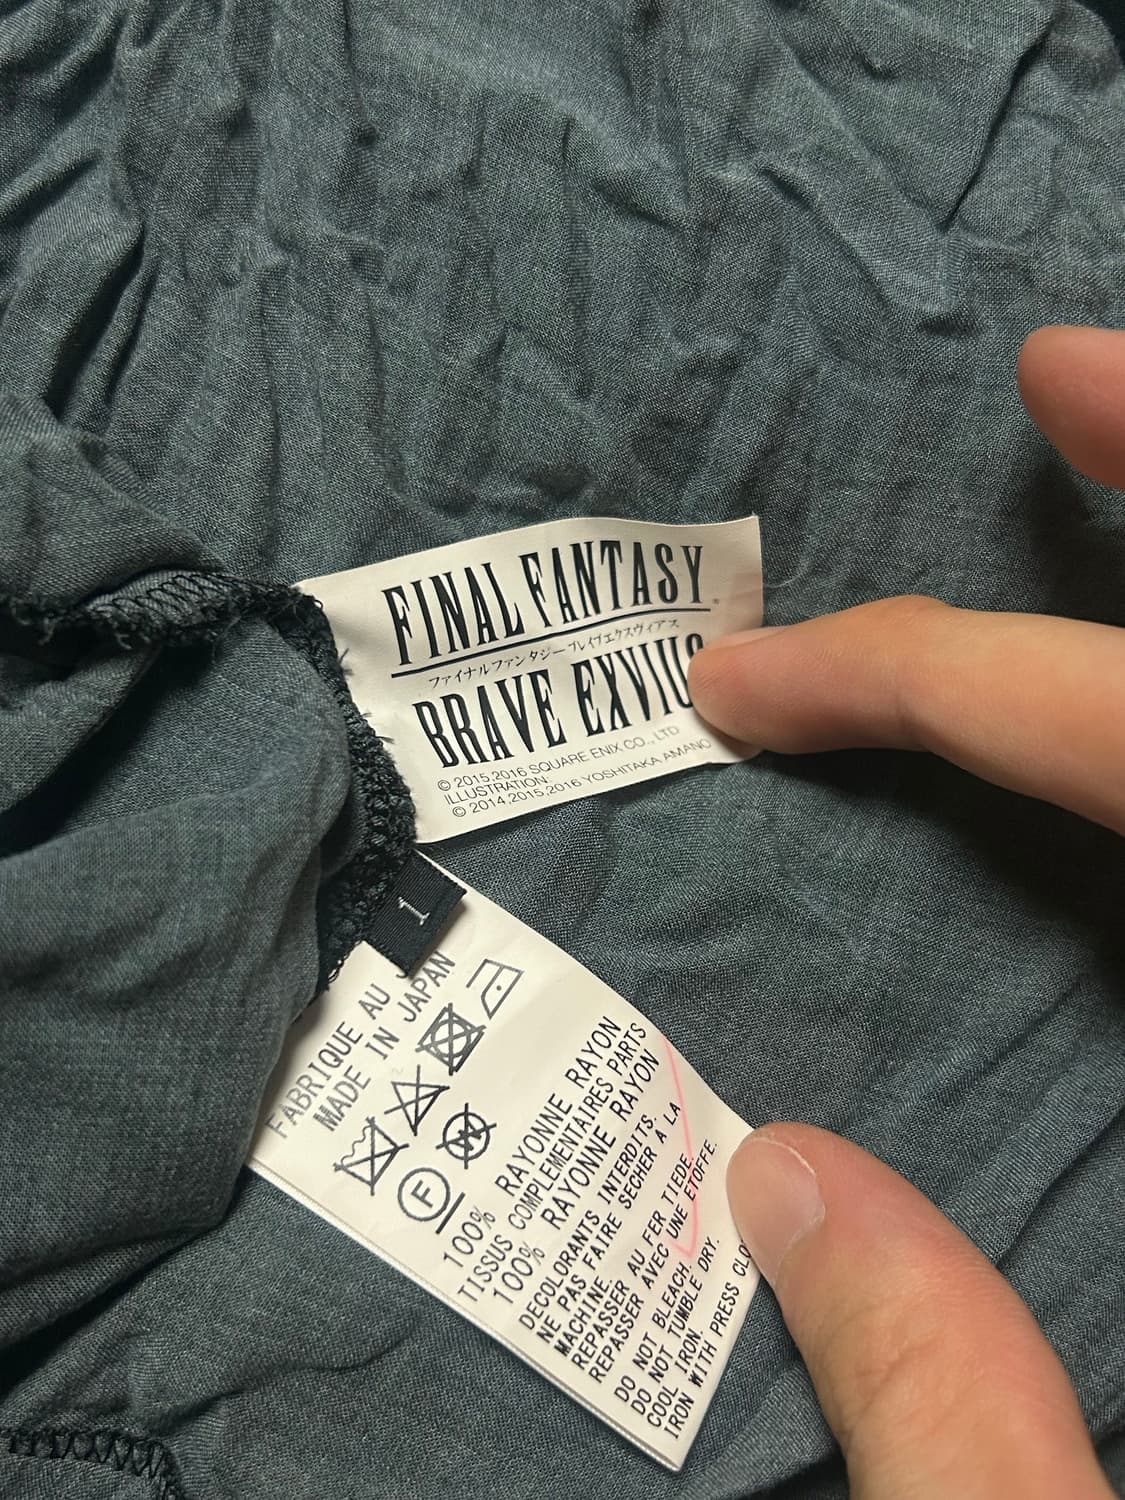 FINAL FANTASY
ファイナルファンタジー ブレイブエクスヴィアス
BRAVE EXVIUS
© 2015,2016 SQUARE ENIX CO., LTD
ILLUSTRATION
© 2014,2015,2016 YOSHITAKA AMANO
1
FABRIQUE AU
MADE IN JAPAN
F
W
100% RAYONNE RAYON
TISSUS COMPLEMENTAIRES PARTS
100% RAYONNE RAYON
DECOLORANTS INTERDITS.
NE PAS FAIRE SECHER A LA
MACHINE.
REPASSER AU FER TIEDE.
REPASSER AVEC UNE ETOFFE.
DO NOT BLEACH.
DO NOT TUMBLE DRY.
COOL IRON.
IRON WITH PRESS